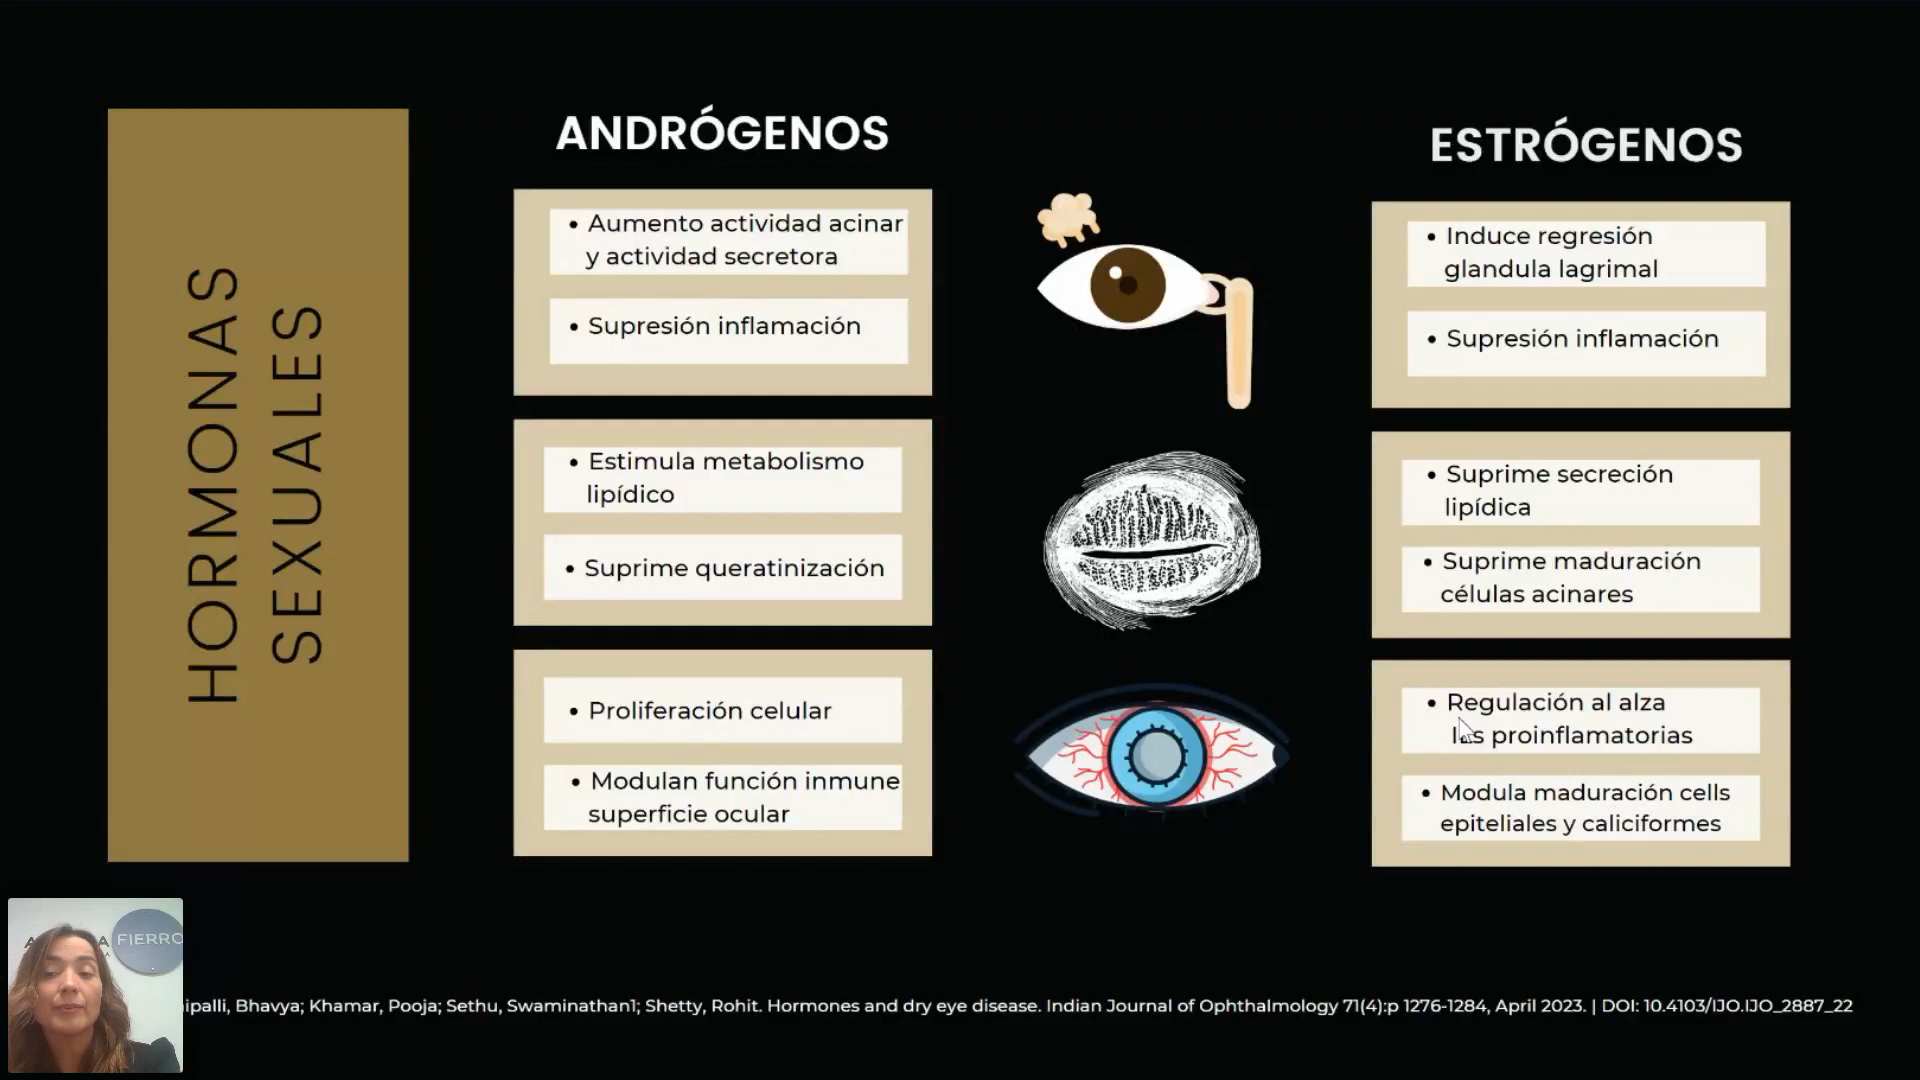 HORMONAS
SEXUALES
ANDRÓGENOS
• Aumento actividad acinar
y actividad secretora
• Supresión inflamación
• Estimula metabolismo
lipídico
• Suprime queratinización
• Proliferación celular
• Modulan función inmune
superficie ocular
ESTRÓGENOS
• Induce regresión
glandula lagrimal
• Supresión inflamación
• Suprime secreción
lipídica
• Suprime maduración
células acinares
• Regulación al alza
las proinflamatorias
• Modula maduración cells
epiteliales y caliciformes
FIERRO
Bhavya; Khamar, Pooja; Sethu, Swaminathan1; Shetty, Rohit. Hormones and dry eye disease. Indian Journal of Ophthalmology 71(4):p 1276-1284, April 2023. | DOI: 10.4103/IJO.IJO_2887_22